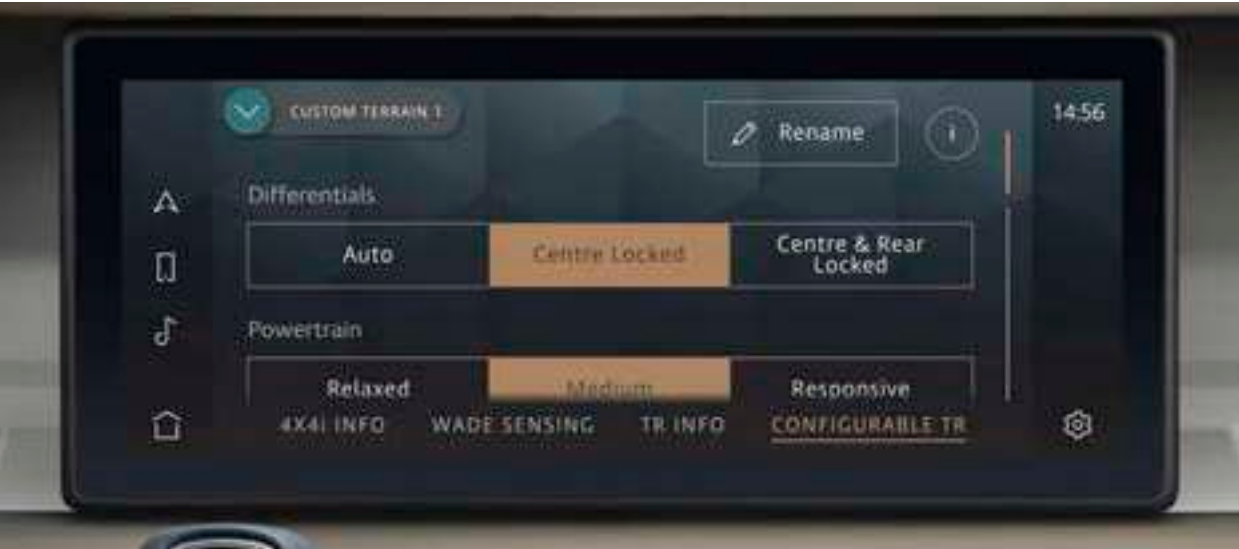 CUSTOM TERRAIN 1
Rename
i
14:56
Differentials
Auto
Centre Locked
Centre & Rear
Locked
Powertrain
Relaxed
Medium
Responsive
4X4i INFO
WADE SENSING
TR INFO
CONFIGURABLE TR